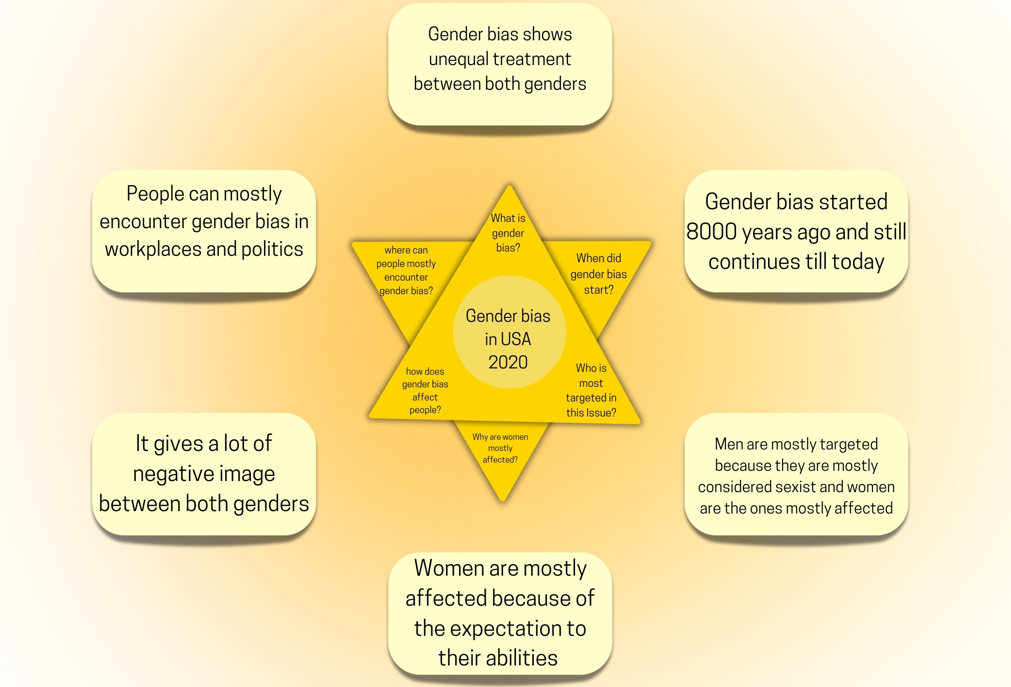 Gender bias shows
unequal treatment
between both genders
People can mostly
encounter gender bias in
workplaces and politics
Gender bias started
8000 years ago and still
continues till today
What is
gender
bias?
where can
people mostly
encounter
gender bias?
When did
gender bias
start?
Gender bias
in USA
2020
how does
gender bias
affect
people?
Who is
most
targeted in
this Issue?
Why are women
mostly
affected?
It gives a lot of
negative image
between both genders
Men are mostly targeted
because they are mostly
considered sexist and women
are the ones mostly affected
Women are mostly
affected because of
the expectation to
their abilities